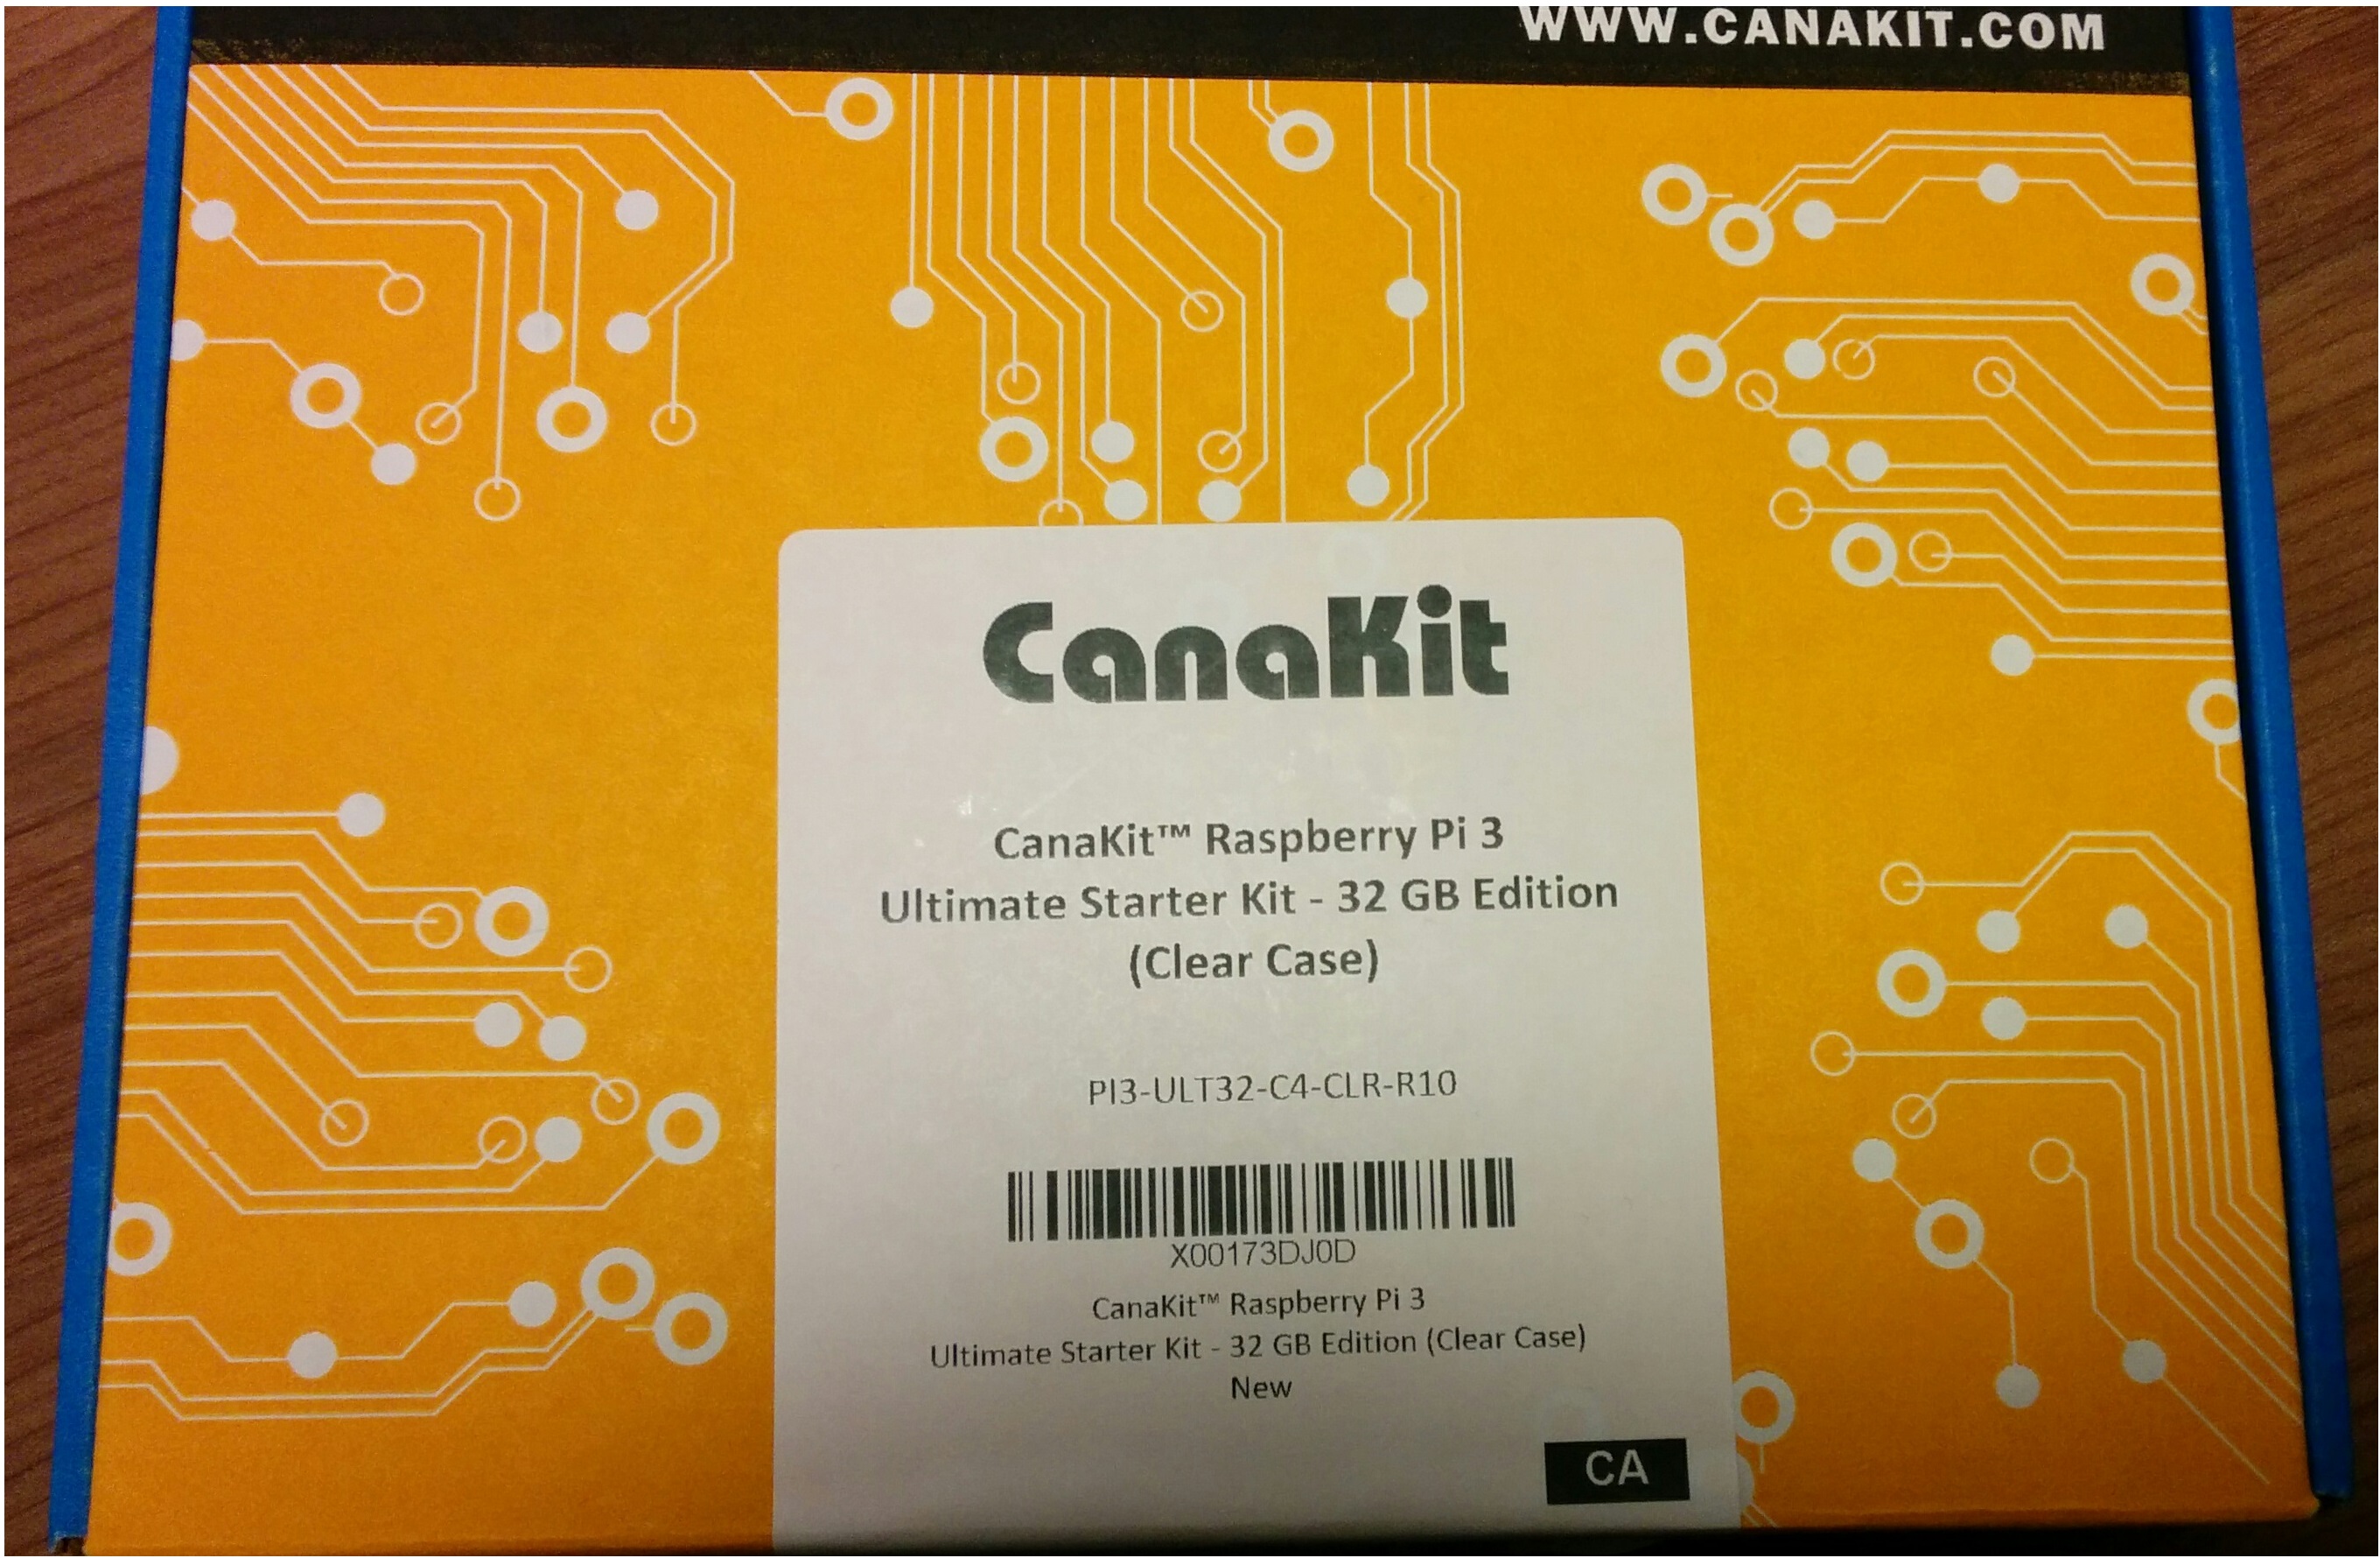 WWW.CANAKIT.COM
CanaKit
CanaKit™ Raspberry Pi 3
Ultimate Starter Kit - 32 GB Edition
(Clear Case)
PI3-ULT32-C4-CLR-R10
X00173DJ0D
CanaKit™ Raspberry Pi 3
Ultimate Starter Kit - 32 GB Edition (Clear Case)
New
CA